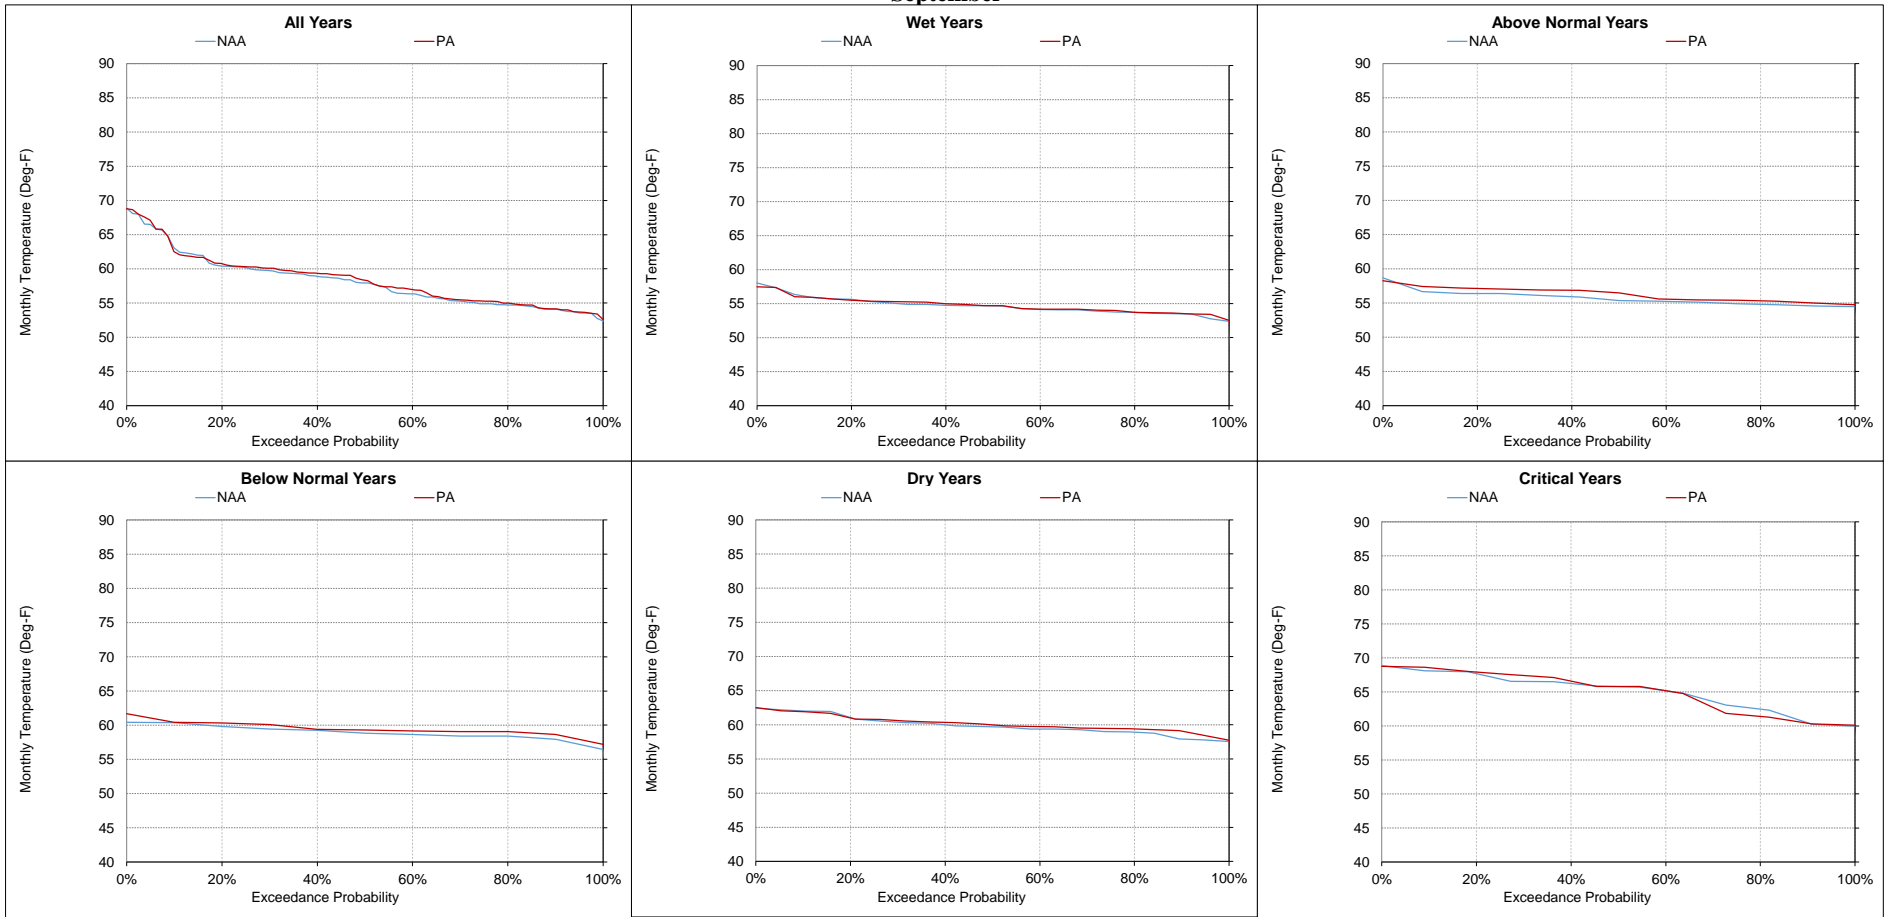 September
All Years
NAA PA
90
85
80
75
70
65
60
55
50
45
40
0% 20% 40% 60% 80% 100%
Monthly Temperature (Deg-F)
Exceedance Probability
Wet Years
NAA PA
90
85
80
75
70
65
60
55
50
45
40
0% 20% 40% 60% 80% 100%
Monthly Temperature (Deg-F)
Exceedance Probability
Above Normal Years
NAA PA
90
85
80
75
70
65
60
55
50
45
40
0% 20% 40% 60% 80% 100%
Monthly Temperature (Deg-F)
Exceedance Probability
Below Normal Years
NAA PA
90
85
80
75
70
65
60
55
50
45
40
0% 20% 40% 60% 80% 100%
Monthly Temperature (Deg-F)
Exceedance Probability
Dry Years
NAA PA
90
85
80
75
70
65
60
55
50
45
40
0% 20% 40% 60% 80% 100%
Monthly Temperature (Deg-F)
Exceedance Probability
Critical Years
NAA PA
90
85
80
75
70
65
60
55
50
45
40
0% 20% 40% 60% 80% 100%
Monthly Temperature (Deg-F)
Exceedance Probability